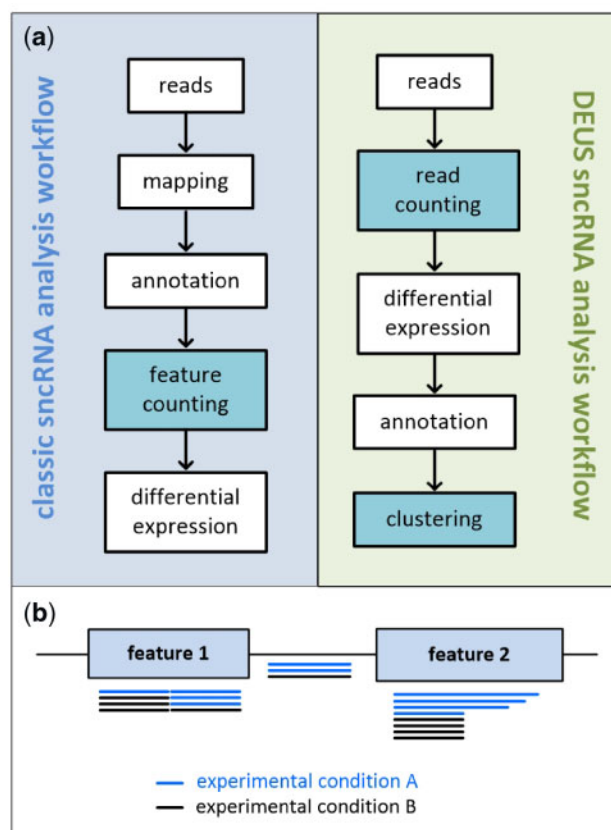 (a)
classic sncRNA analysis workflow
reads
mapping
annotation
feature
counting
differential
expression
reads
read
counting
differential
expression
annotation
clustering
DEUS sncRNA analysis workflow
(b)
feature 1
feature 2
experimental condition A
experimental condition B